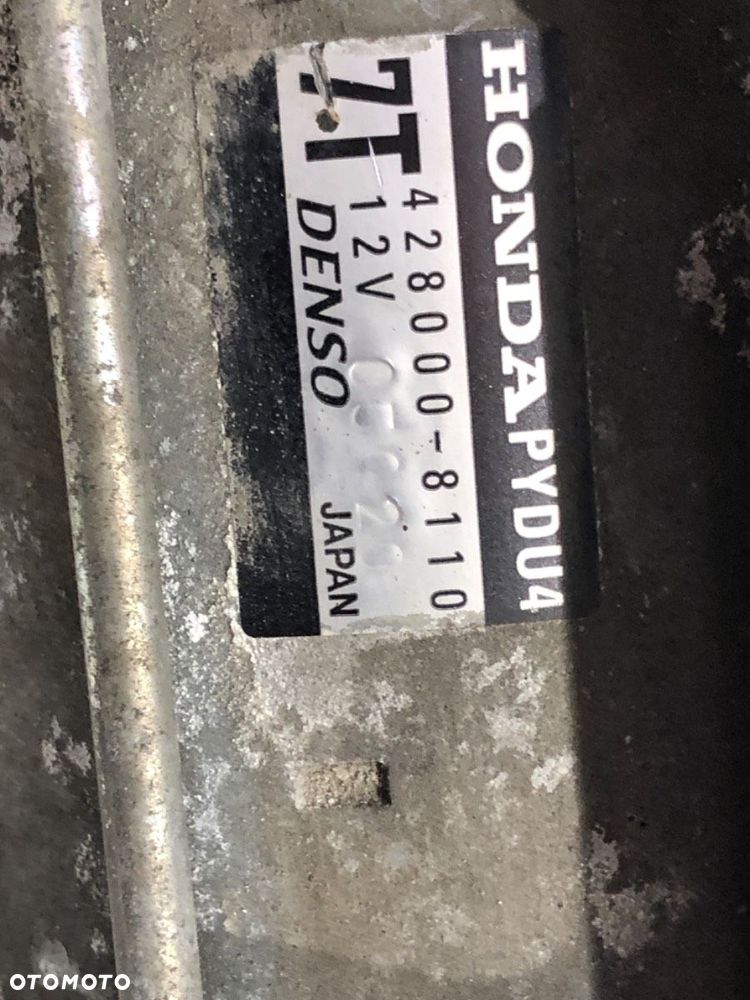 HONDA PYDU4
7T 428000-8110
12V
DENSO JAPAN
OTOMOTO